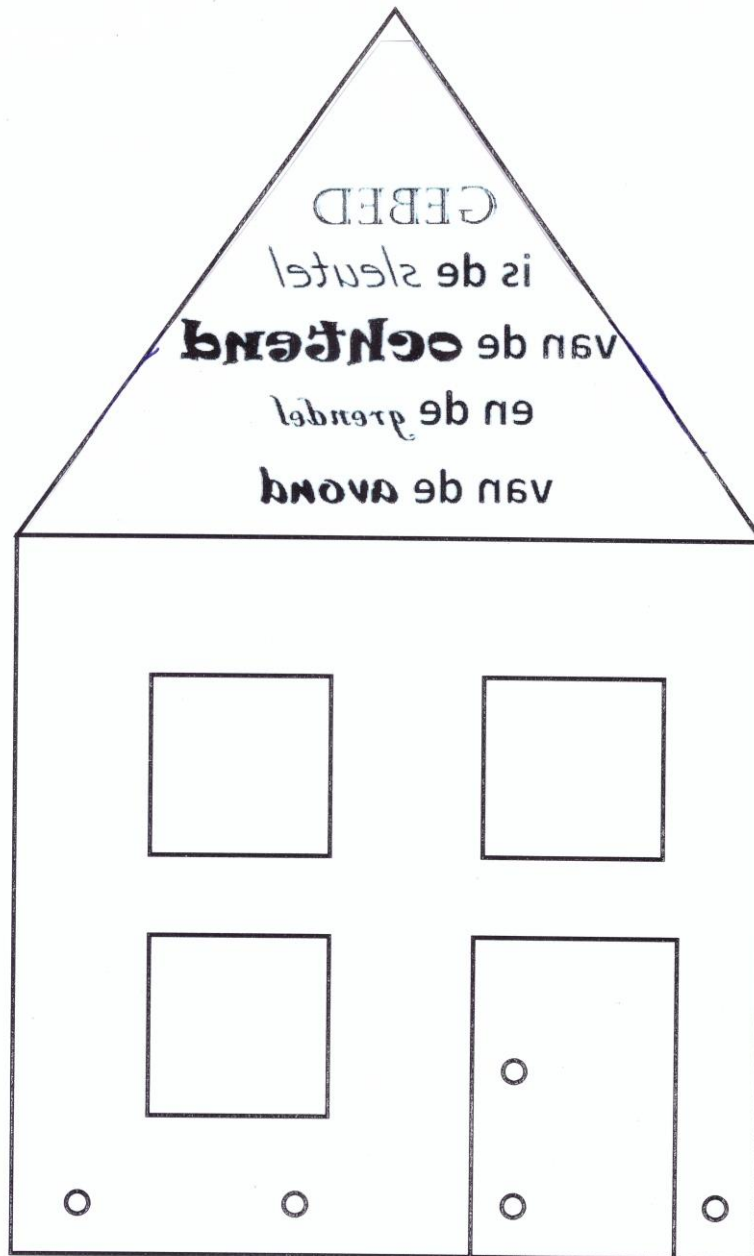 GEBED
is de sleutel
van de ochtend
en de grendel
van de avond